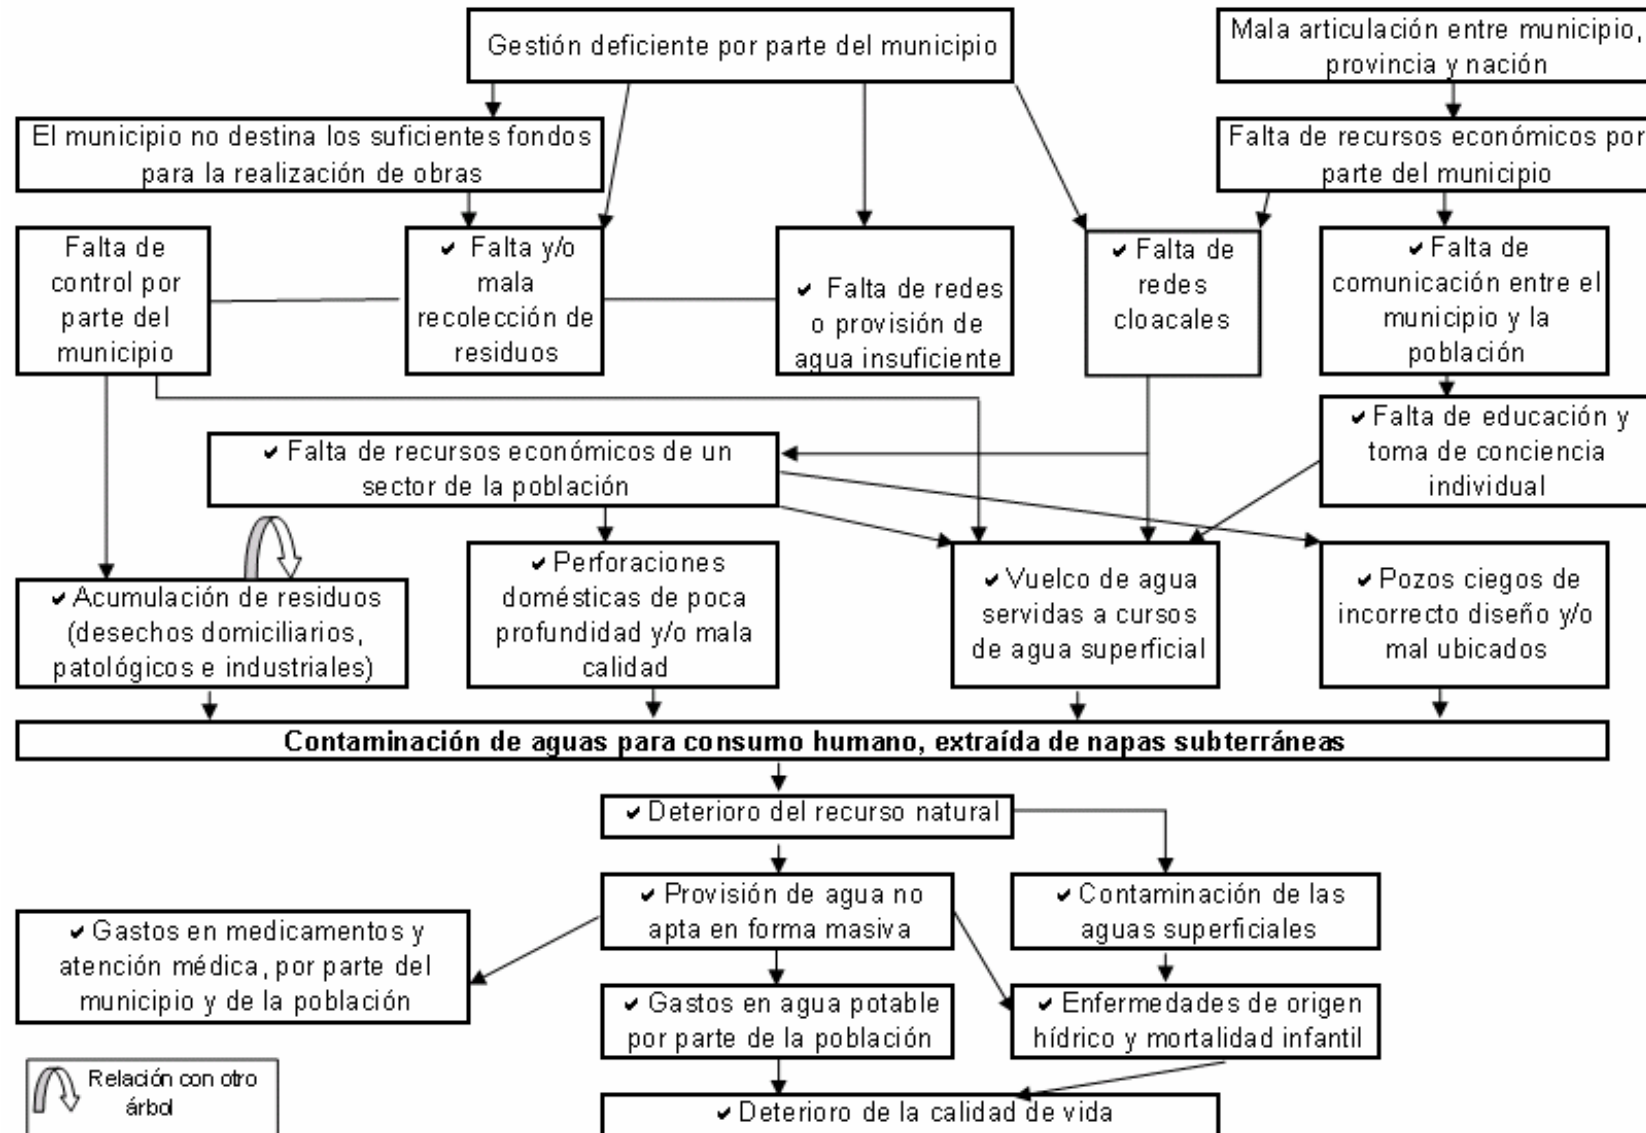 Gestión deficiente por parte del municipio
Mala articulación entre municipio,
provincia y nación
El municipio no destina los suficientes fondos
para la realización de obras
Falta de recursos económicos por
parte del municipio
Falta de
control por
parte del
municipio
✔ Falta y/o
mala
recolección de
residuos
✔ Falta de redes
o provisión de
agua insuficiente
✔ Falta de
redes
cloacales
✔ Falta de
comunicación entre el
municipio y la
población
✔ Falta de recursos económicos de un
sector de la población
✔ Falta de educación y
toma de conciencia
individual
✔ Acumulación de residuos
(desechos domiciliarios,
patológicos e industriales)
✔ Perforaciones
domésticas de poca
profundidad y/o mala
calidad
✔ Vuelco de agua
servidas a cursos
de agua superficial
✔ Pozos ciegos de
incorrecto diseño y/o
mal ubicados
Contaminación de aguas para consumo humano, extraída de napas subterráneas
✔ Deterioro del recurso natural
✔ Provisión de agua no
apta en forma masiva
✔ Contaminación de las
aguas superficiales
✔ Gastos en medicamentos y
atención médica, por parte del
municipio y de la población
✔ Gastos en agua potable
por parte de la población
✔ Enfermedades de origen
hídrico y mortalidad infantil
Relación con otro
árbol
✔ Deterioro de la calidad de vida